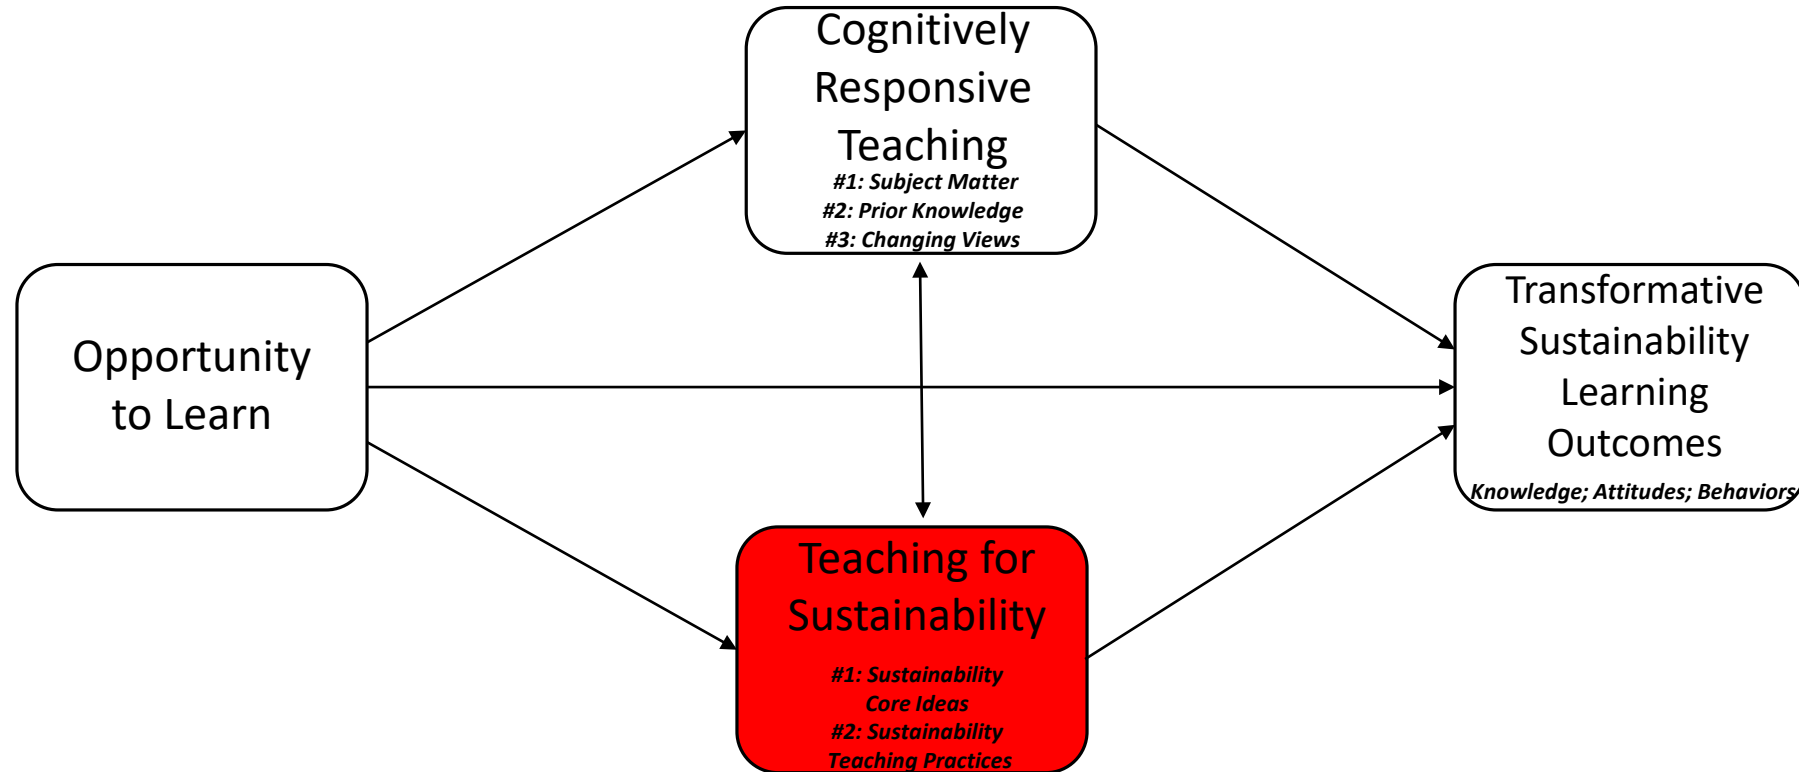 Cognitively
Responsive
Teaching
#1: Subject Matter
#2: Prior Knowledge
#3: Changing Views
Opportunity
to Learn
Transformative
Sustainability
Learning
Outcomes
Knowledge; Attitudes; Behaviors
Teaching for
Sustainability
#1: Sustainability
Core Ideas
#2: Sustainability
Teaching Practices